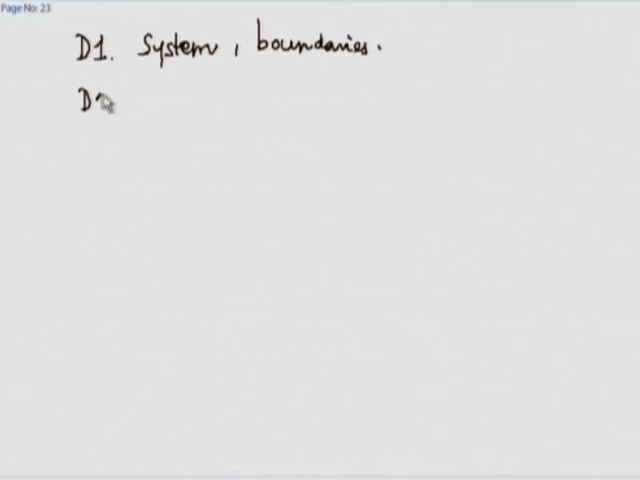 Page No: 23
D1. System, boundaries.
D